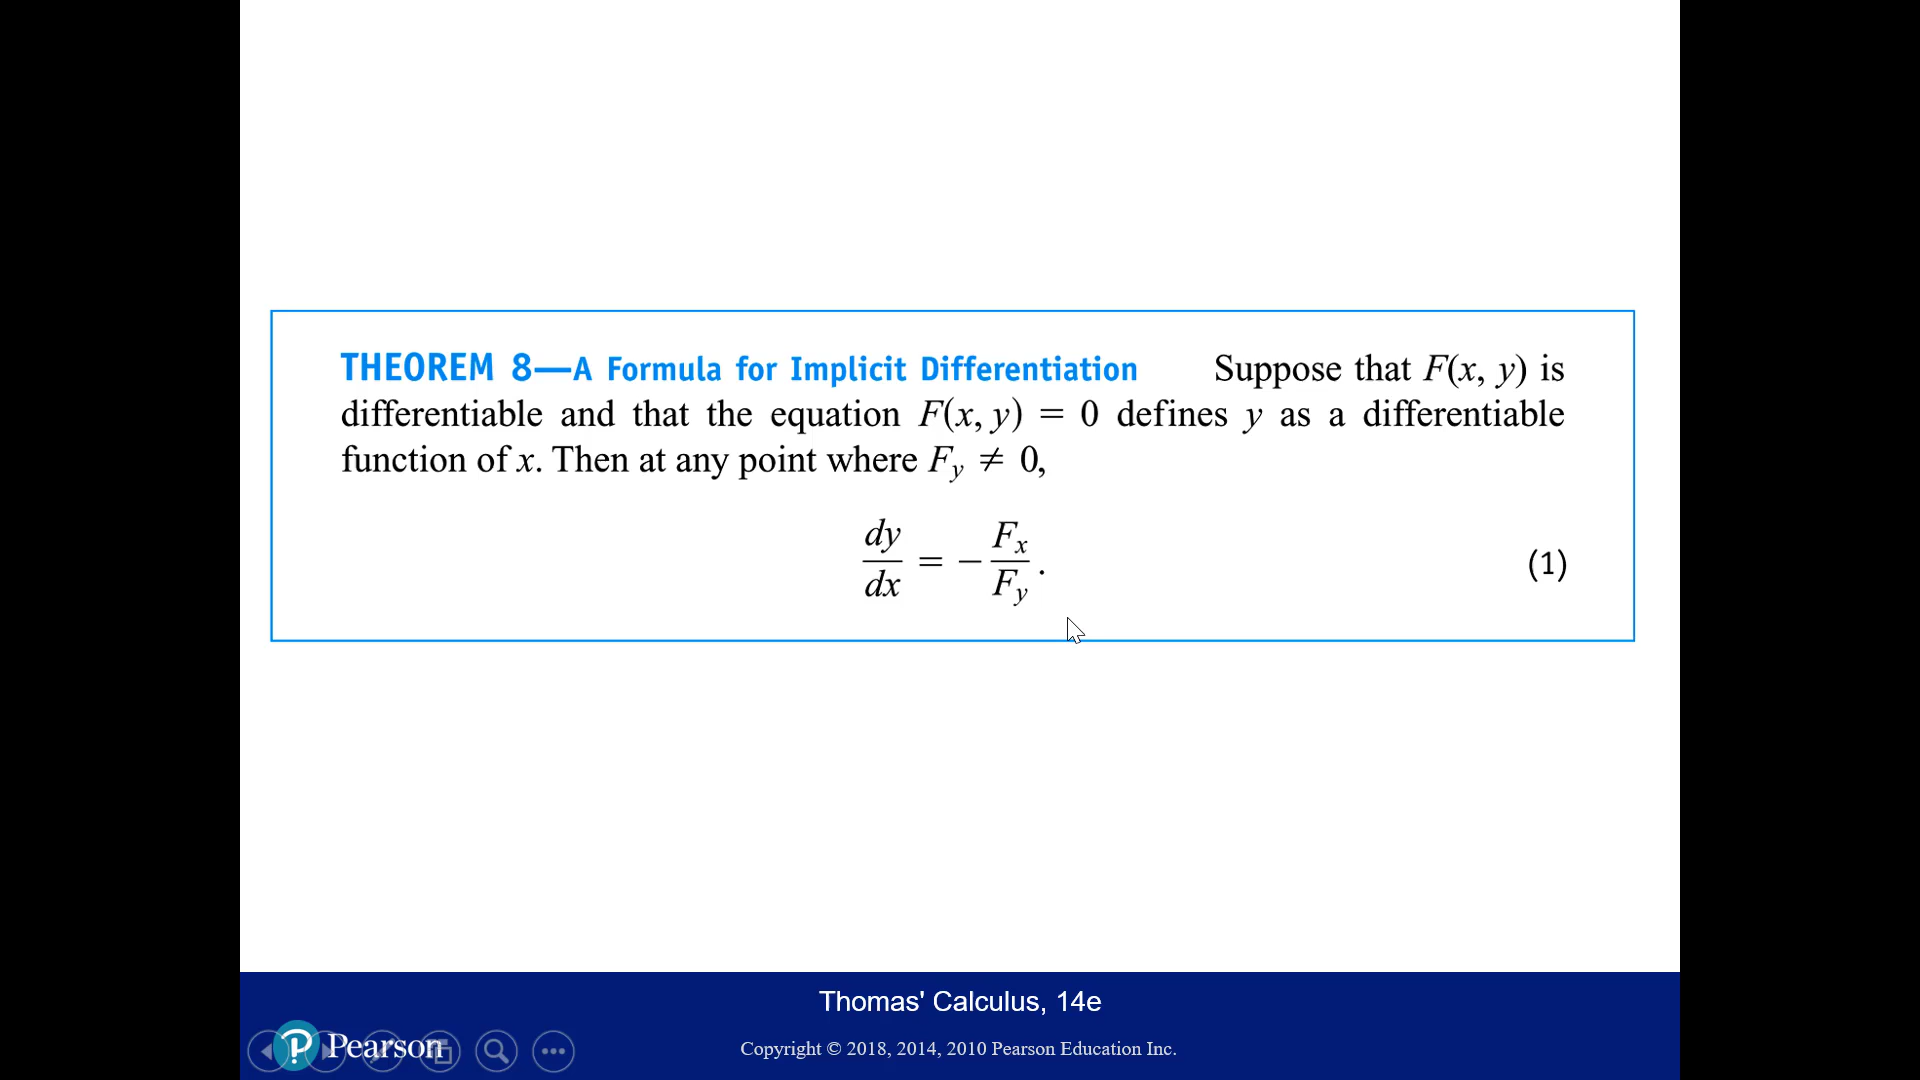 THEOREM 8—A Formula for Implicit Differentiation Suppose that F(x, y) is
differentiable and that the equation F(x, y) = 0 defines y as a differentiable
function of x. Then at any point where F_y ≠ 0,
dy/dx = − F_x/F_y. (1)
Thomas' Calculus, 14e
Pearson
Copyright © 2018, 2014, 2010 Pearson Education Inc.